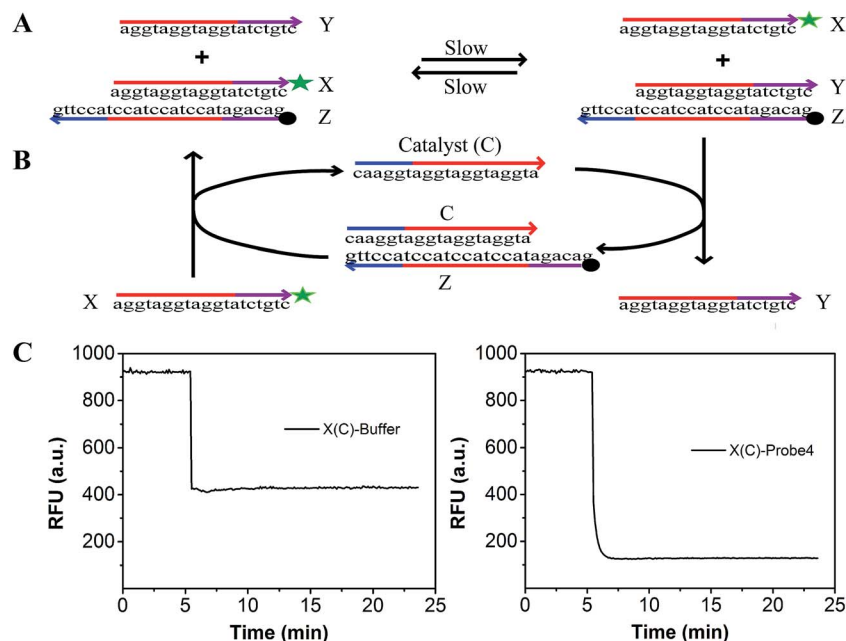 A
aggtaggtaggtatctgtc Y
+
aggtaggtaggtatctgtc X
gttccatccatccatccatagacag Z
Slow
Slow
aggtaggtaggtatctgtc X
+
aggtaggtaggtatctgtc Y
gttccatccatccatccatagacag Z
B
Catalyst (C)
caaggtaggtaggtaggta
C
caaggtaggtaggtaggta
gttccatccatccatccatagacag
Z
X aggtaggtaggtatctgtc
aggtaggtaggtatctgtc Y
C
1000
800
600
400
200
RFU (a.u.)
X(C)-Buffer
0 5 10 15 20 25
Time (min)
1000
800
600
400
200
RFU (a.u.)
X(C)-Probe4
0 5 10 15 20 25
Time (min)